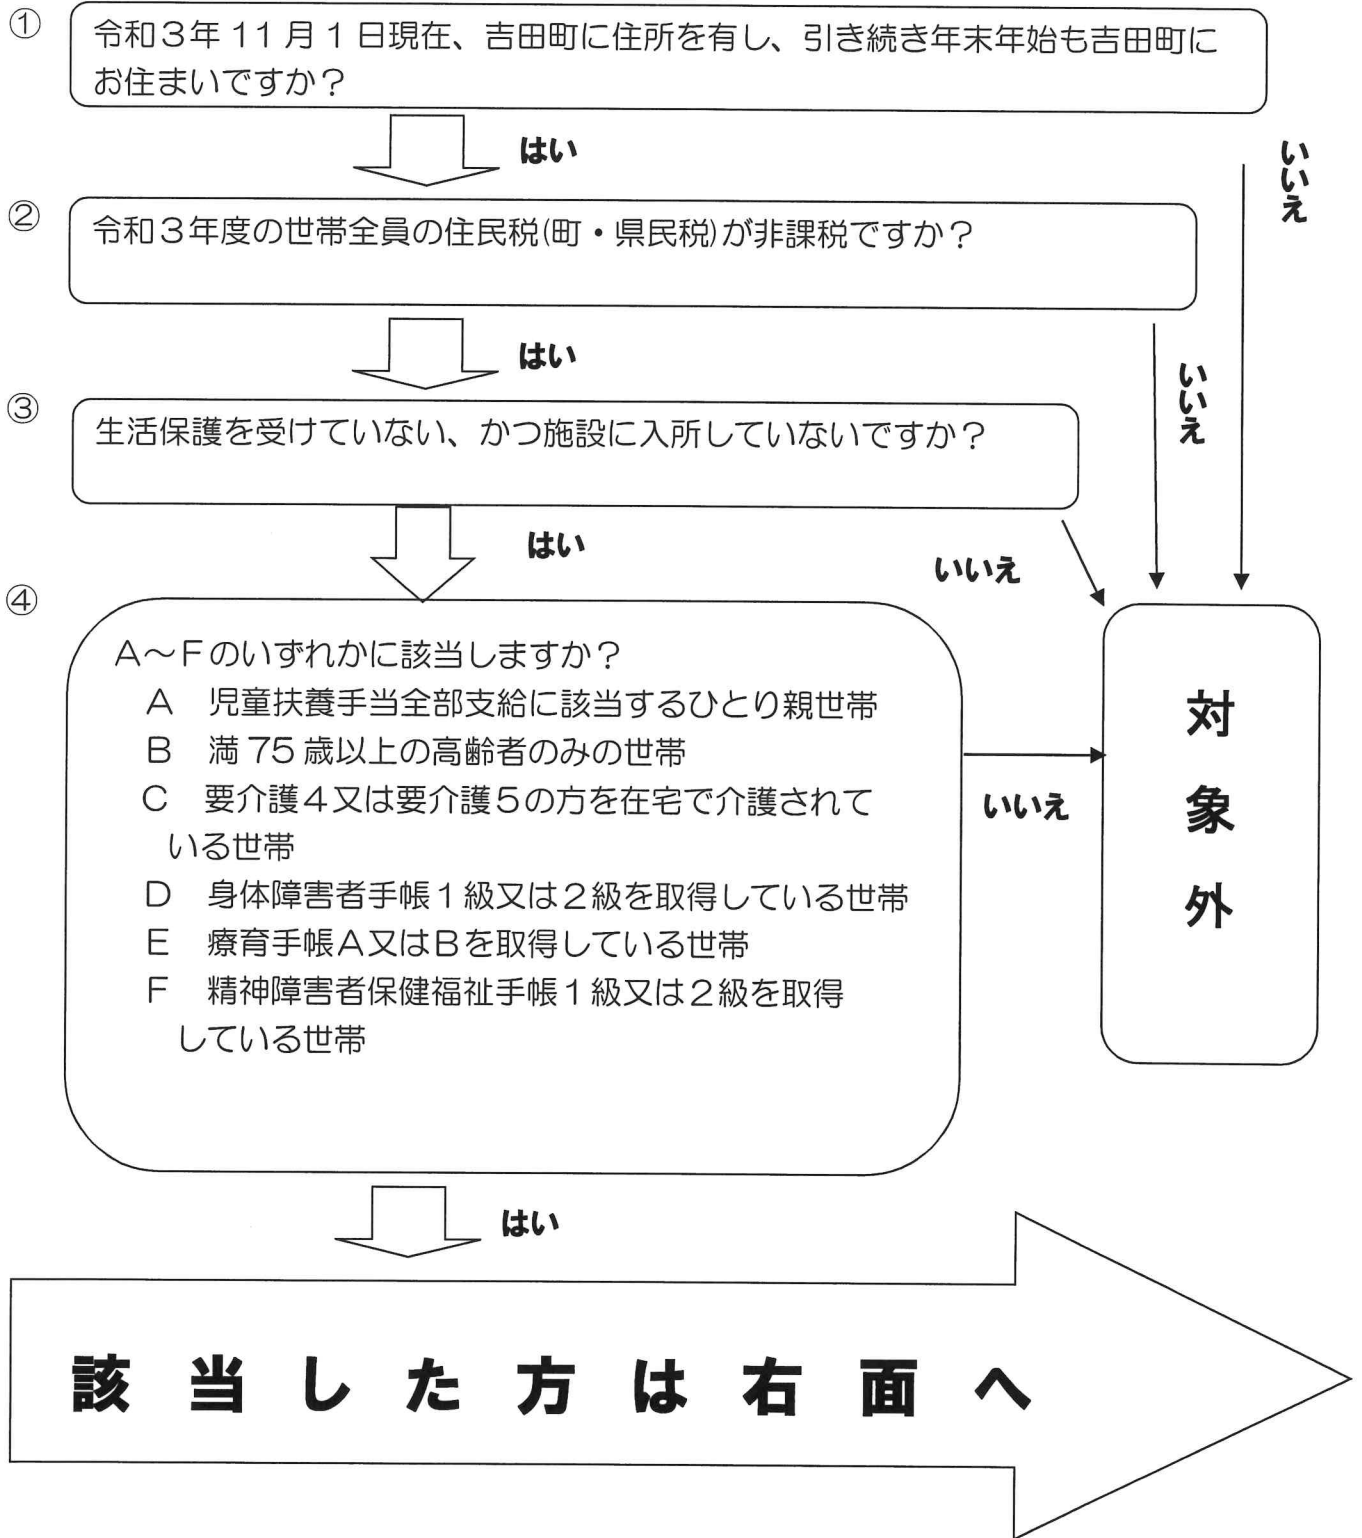 ①
令和3年 11 月 1 日現在、吉田町に住所を有し、引き続き年末年始も吉田町に
お住まいですか?
はい
いいえ
②
令和3年度の世帯全員の住民税(町・県民税)が非課税ですか?
はい
いいえ
③
生活保護を受けていない、かつ施設に入所していないですか?
はい
いいえ
④
A~Fのいずれかに該当しますか?
A 児童扶養手当全部支給に該当するひとり親世帯
B 満 75 歳以上の高齢者のみの世帯
C 要介護4又は要介護5の方を在宅で介護されて
いる世帯
D 身体障害者手帳1級又は2級を取得している世帯
E 療育手帳A又はBを取得している世帯
F 精神障害者保健福祉手帳1級又は2級を取得
している世帯
いいえ
対象外
はい
該当した方は右面へ